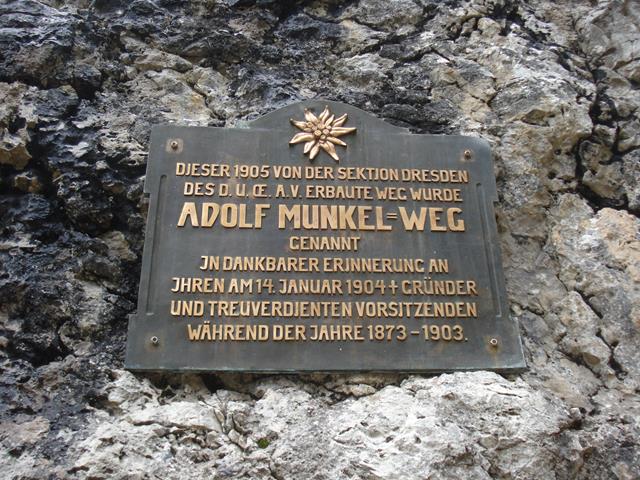 DIESER 1905 VON DER SEKTION DRESDEN
DES D. U. Œ. A.V. ERBAUTE WEG WURDE
ADOLF MUNKEL=WEG
GENANNT
JN DANKBARER ERINNERUNG AN
JHREN AM 14. JANUAR 1904 † GRÜNDER
UND TREUVERDIENTEN VORSITZENDEN
WÄHREND DER JAHRE 1873-1903.